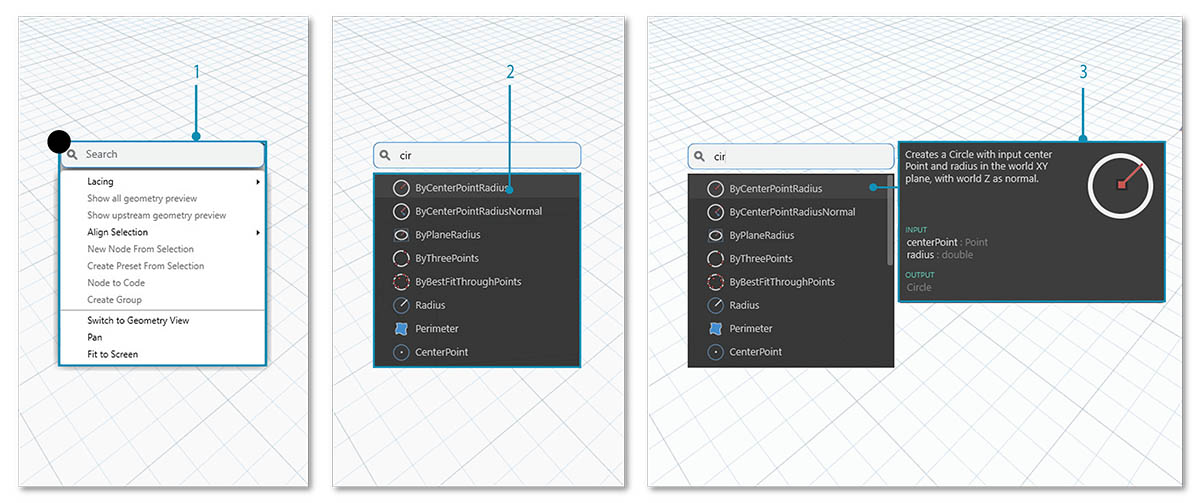 1
Search
Lacing
Show all geometry preview
Show upstream geometry preview
Align Selection
New Node From Selection
Create Preset From Selection
Node to Code
Create Group
Switch to Geometry View
Pan
Fit to Screen
2
cir
ByCenterPointRadius
ByCenterPointRadiusNormal
ByPlaneRadius
ByThreePoints
ByBestFitThroughPoints
Radius
Perimeter
CenterPoint
3
cir
ByCenterPointRadius
ByCenterPointRadiusNormal
ByPlaneRadius
ByThreePoints
ByBestFitThroughPoints
Radius
Perimeter
CenterPoint
Creates a Circle with input center
Point and radius in the world XY
plane, with world Z as normal.
INPUT
centerPoint : Point
radius : double
OUTPUT
Circle